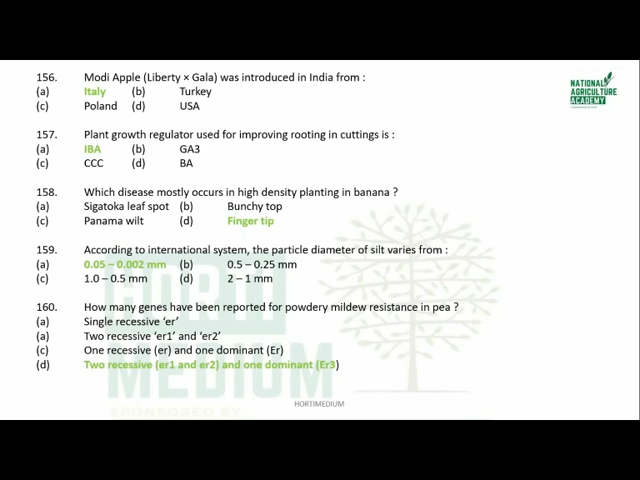 156. Modi Apple (Liberty × Gala) was introduced in India from :
(a) Italy (b) Turkey
(c) Poland (d) USA
NATIONAL
AGRICULTURE
ACADEMY
157. Plant growth regulator used for improving rooting in cuttings is :
(a) IBA (b) GA3
(c) CCC (d) BA
158. Which disease mostly occurs in high density planting in banana ?
(a) Sigatoka leaf spot (b) Bunchy top
(c) Panama wilt (d) Finger tip
159. According to international system, the particle diameter of silt varies from :
(a) 0.05 – 0.002 mm (b) 0.5 – 0.25 mm
(c) 1.0 – 0.5 mm (d) 2 – 1 mm
160. How many genes have been reported for powdery mildew resistance in pea ?
(a) Single recessive ‘er’
(a) Two recessive ‘er1’ and ‘er2’
(c) One recessive (er) and one dominant (Er)
(d) Two recessive (er1 and er2) and one dominant (Er3)
HORTI
MEDIUM
SPONSORED BY:
HORTIMEDIUM